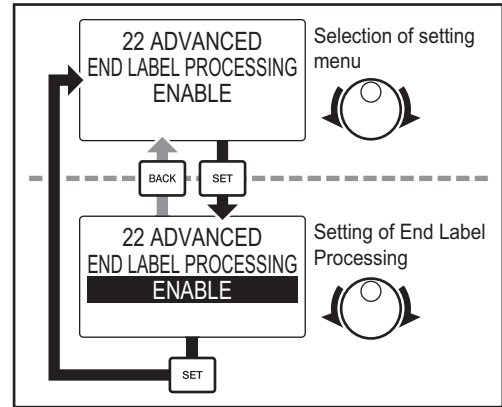 22 ADVANCED
END LABEL PROCESSING
ENABLE
Selection of setting
menu
BACK
SET
22 ADVANCED
END LABEL PROCESSING
ENABLE
Setting of End Label
Processing
SET